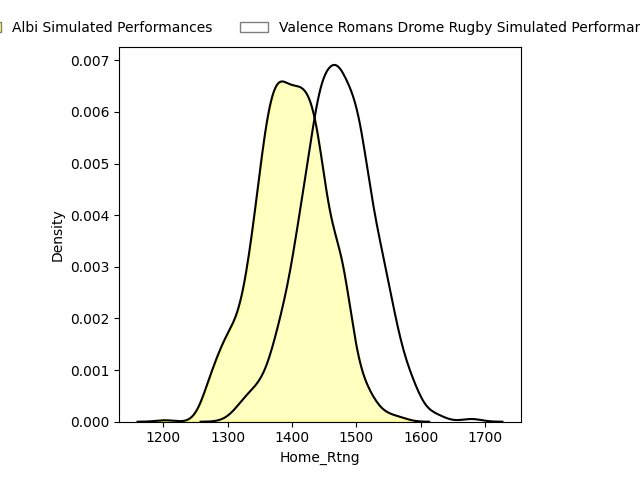 Albi Simulated Performances
Valence Romans Drome Rugby Simulated
0.007
0.006
0.005
0.004
0.003
0.002
0.001
0.000
Density
1200 1300 1400 1500 1600 1700
Home_Rtng